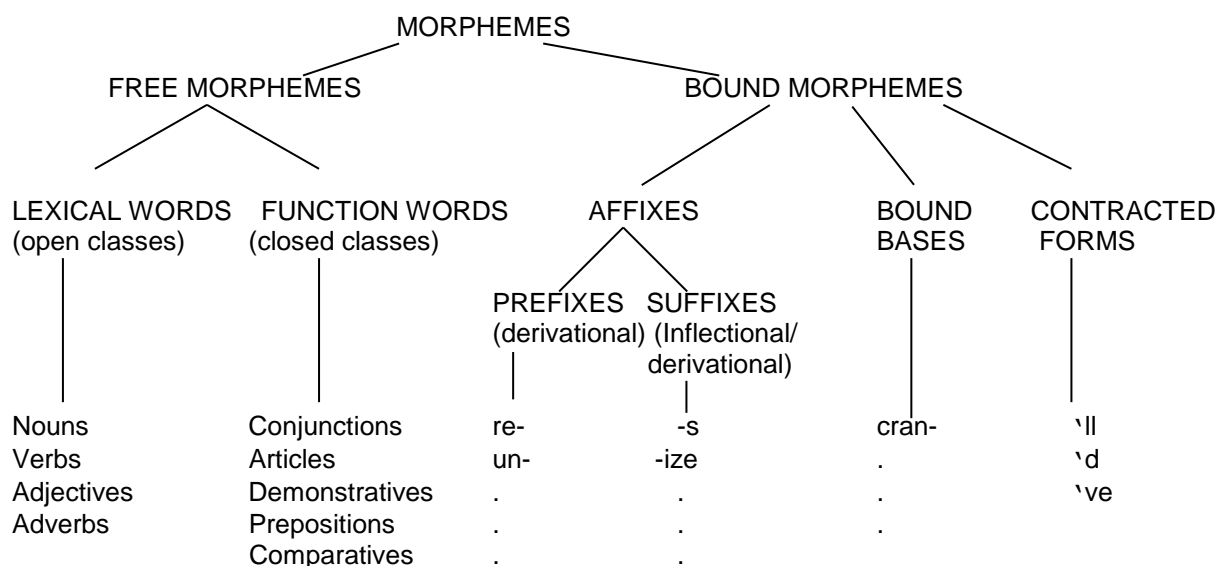 MORPHEMES
FREE MORPHEMES BOUND MORPHEMES
LEXICAL WORDS FUNCTION WORDS AFFIXES BOUND CONTRACTED
(open classes) (closed classes) BASES FORMS
PREFIXES SUFFIXES
(derivational) (Inflectional/
derivational)
Nouns Conjunctions re- -s cran- ‵ll
Verbs Articles un- -ize . ‵d
Adjectives Demonstratives . . . ‵ve
Adverbs Prepositions . . .
Comparatives . .